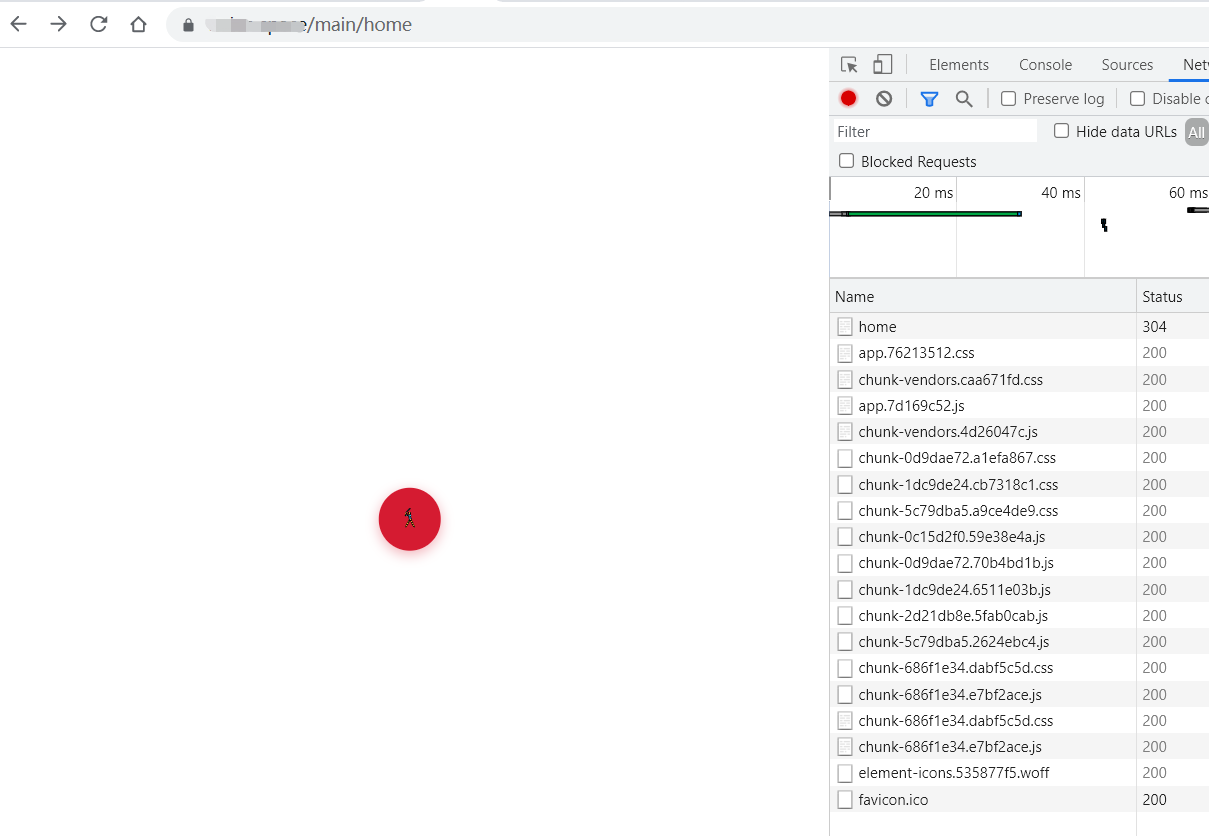 /main/home
Elements Console Sources
Preserve log Disable
Filter Hide data URLs All
Blocked Requests
20 ms 40 ms 60 ms
Name Status
home 304
app.76213512.css 200
chunk-vendors.caa671fd.css 200
app.7d169c52.js 200
chunk-vendors.4d26047c.js 200
chunk-0d9dae72.a1efa867.css 200
chunk-1dc9de24.cb7318c1.css 200
chunk-5c79dba5.a9ce4de9.css 200
chunk-0c15d2f0.59e38e4a.js 200
chunk-0d9dae72.70b4bd1b.js 200
chunk-1dc9de24.6511e03b.js 200
chunk-2d21db8e.5fab0cab.js 200
chunk-5c79dba5.2624ebc4.js 200
chunk-686f1e34.dabf5c5d.css 200
chunk-686f1e34.e7bf2ace.js 200
chunk-686f1e34.dabf5c5d.css 200
chunk-686f1e34.e7bf2ace.js 200
element-icons.535877f5.woff 200
favicon.ico 200